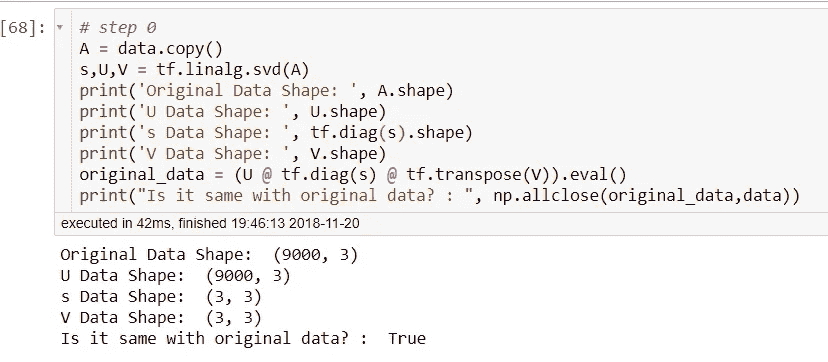 [68]: # step 0
A = data.copy()
s,U,V = tf.linalg.svd(A)
print('Original Data Shape: ', A.shape)
print('U Data Shape: ', U.shape)
print('s Data Shape: ', tf.diag(s).shape)
print('V Data Shape: ', V.shape)
original_data = (U @ tf.diag(s) @ tf.transpose(V)).eval()
print("Is it same with original data? : ", np.allclose(original_data,data))
executed in 42ms, finished 19:46:13 2018-11-20
Original Data Shape:  (9000, 3)
U Data Shape:  (9000, 3)
s Data Shape:  (3, 3)
V Data Shape:  (3, 3)
Is it same with original data? :  True